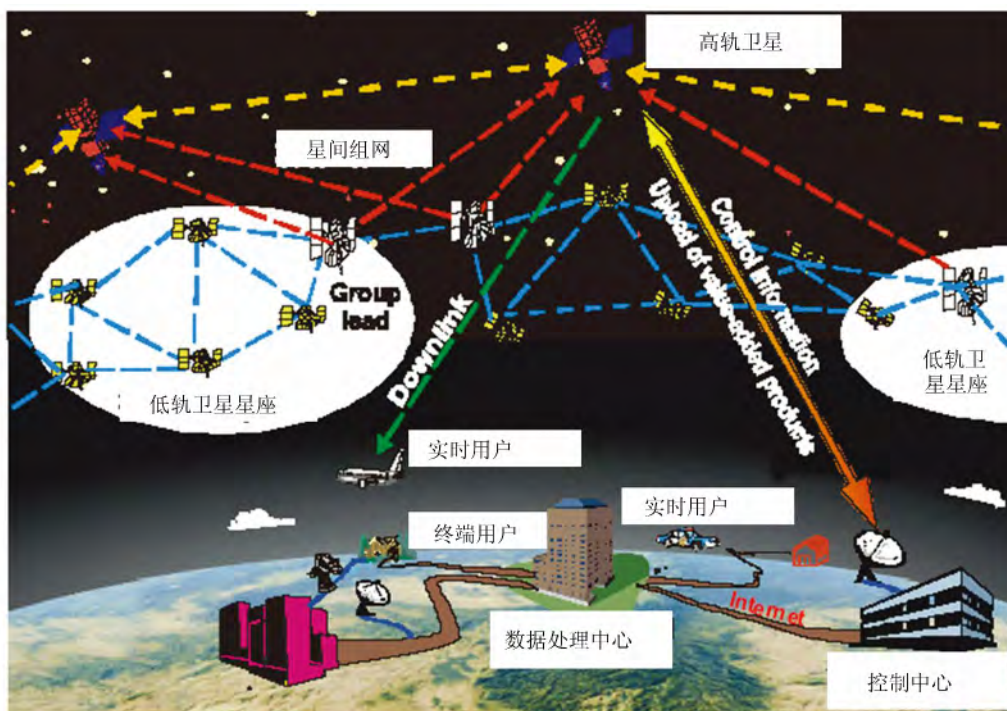 高轨卫星
星间组网
Group
lead
低轨卫星星座
Downlink
Control information
Upload of value-added products
低轨卫
星星座
实时用户
实时用户
终端用户
Internet
数据处理中心
控制中心